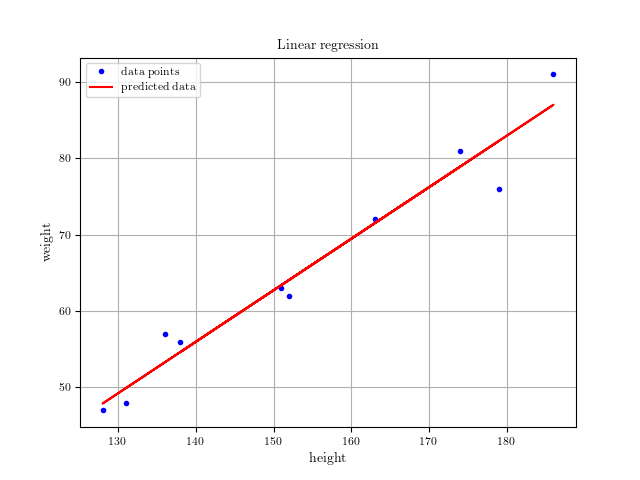 Linear regression
data points
predicted data
90
80
70
60
50
weight
130 140 150 160 170 180
height